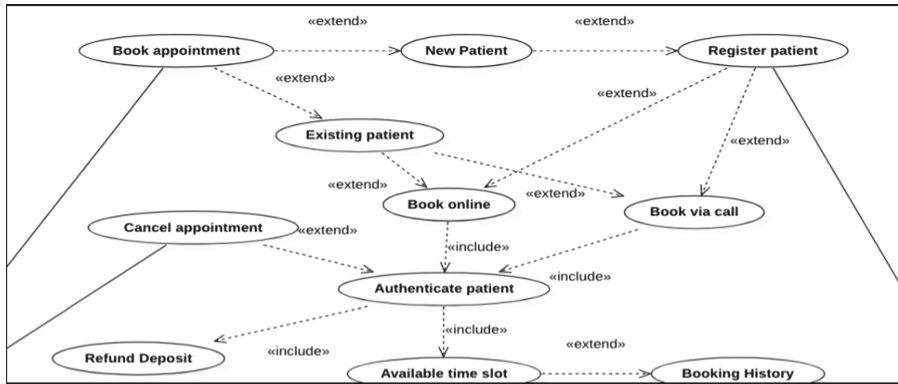 «extend»
«extend»
Book appointment
New Patient
Register patient
«extend»
«extend»
Existing patient
«extend»
«extend»
«extend»
Book online
Book via call
Cancel appointment
«extend»
«include»
«include»
Authenticate patient
«include»
«extend»
«include»
Refund Deposit
Available time slot
Booking History